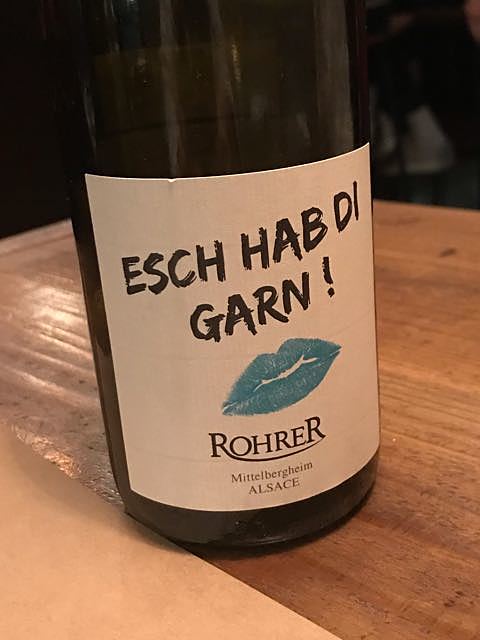 ESCH HAB DI
GARN !
ROHRER
Mittelbergheim
ALSACE